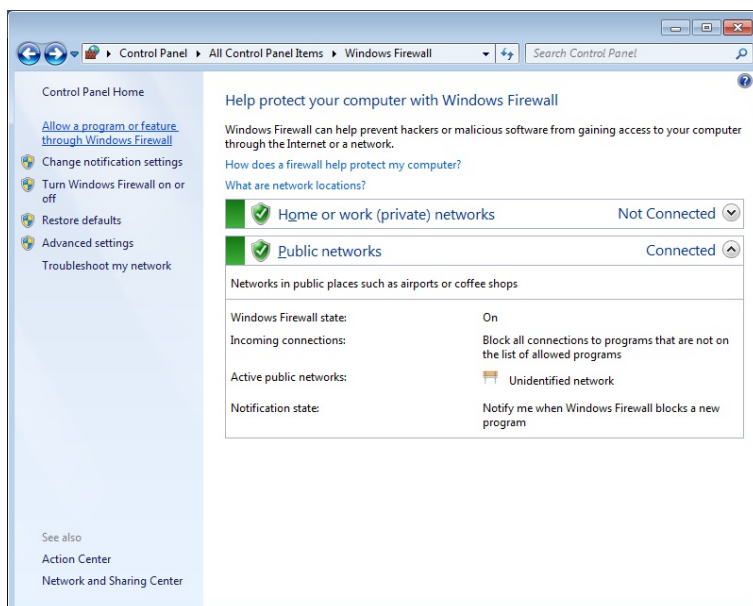 Control Panel ▸ All Control Panel Items ▸ Windows Firewall
Search Control Panel
Control Panel Home
Allow a program or feature
through Windows Firewall
Change notification settings
Turn Windows Firewall on or
off
Restore defaults
Advanced settings
Troubleshoot my network
See also
Action Center
Network and Sharing Center
Help protect your computer with Windows Firewall
Windows Firewall can help prevent hackers or malicious software from gaining access to your computer
through the Internet or a network.
How does a firewall help protect my computer?
What are network locations?
Home or work (private) networks Not Connected
Public networks Connected
Networks in public places such as airports or coffee shops
Windows Firewall state: On
Incoming connections: Block all connections to programs that are not on
the list of allowed programs
Active public networks: Unidentified network
Notification state: Notify me when Windows Firewall blocks a new
program